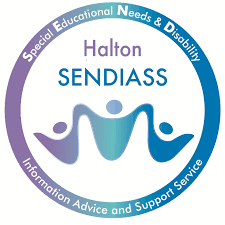 Special Educational Needs & Disability
Halton
SENDIASS
Information Advice and Support Service